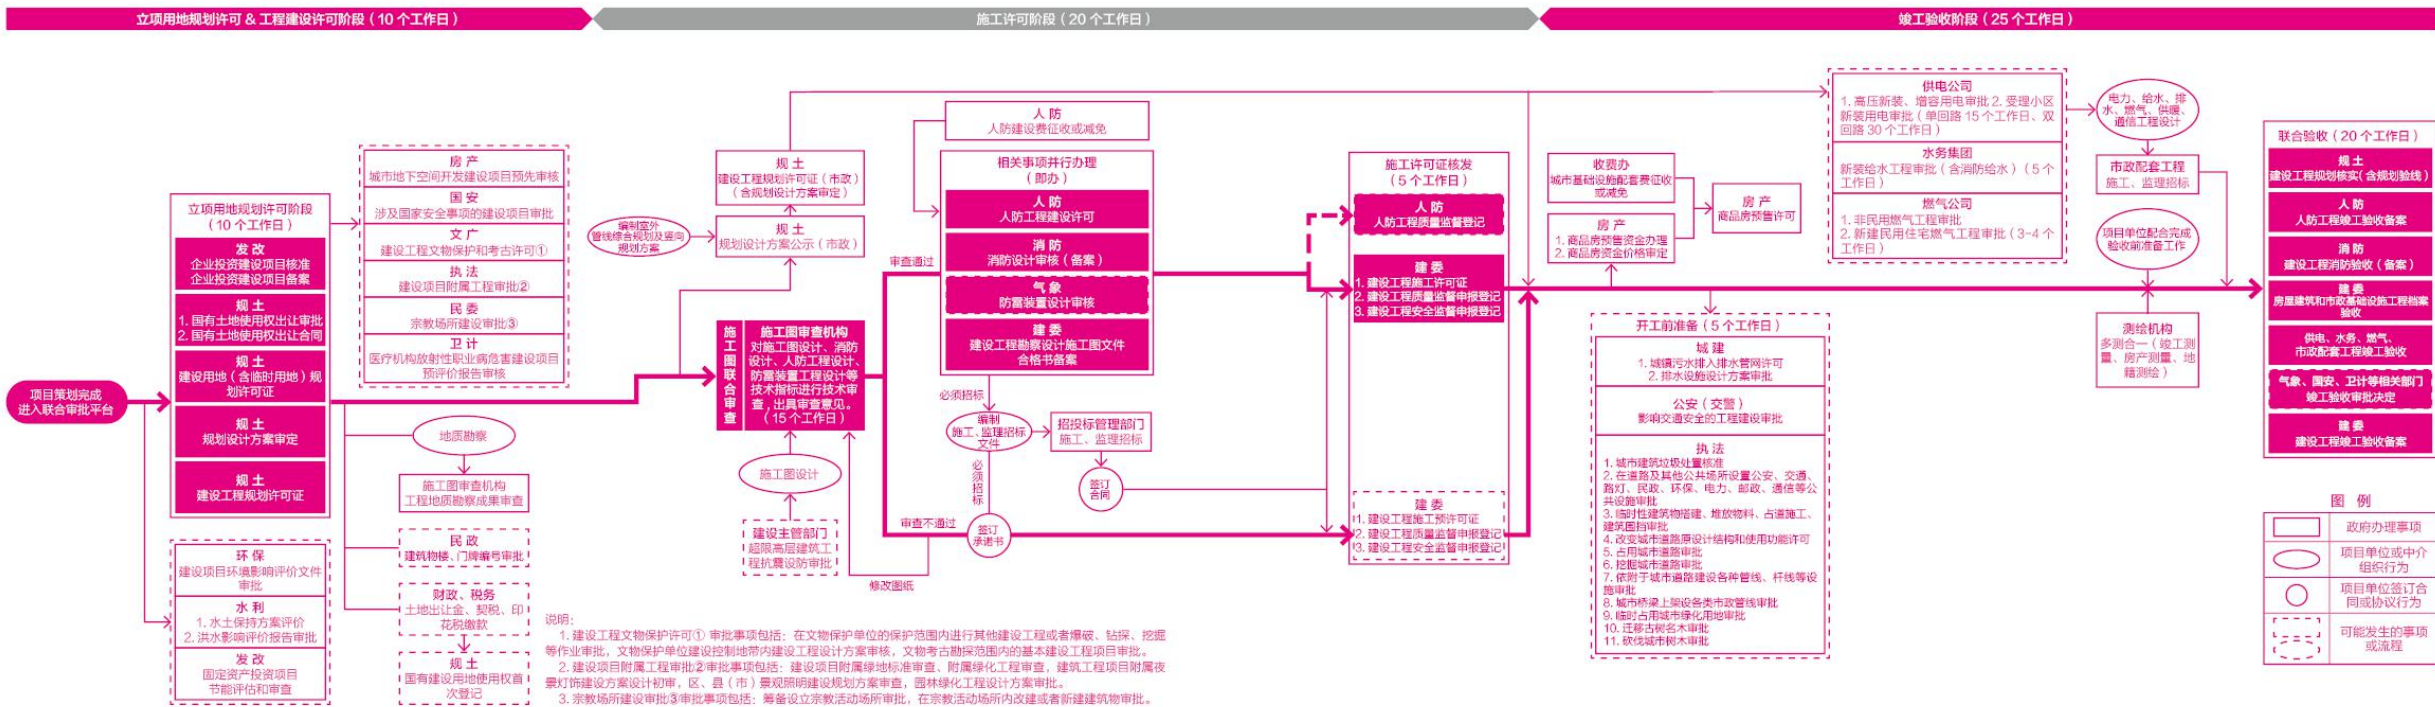 立项用地规划许可 & 工程建设许可阶段（10 个工作日）
施工许可阶段（20 个工作日）
竣工验收阶段（25 个工作日）
项目策划完成
进入联合审批平台
立项用地规划许可阶段
（10 个工作日）
发 改
企业投资建设项目核准
企业投资建设项目备案
规 土
1. 国有土地使用权出让审批
2. 国有土地使用权出让合同
规 土
建设用地（含临时用地）规
划许可证
规 土
规划设计方案审定
规 土
建设工程规划许可证
环 保
建设项目环境影响评价文件
审批
水 利
1. 水土保持方案评价
2. 洪水影响评价报告审批
发 改
固定资产投资项目
节能评估和审查
房 产
城市地下空间开发建设项目预先审核
国 安
涉及国家安全事项的建设项目审批
文 广
建设工程文物保护和考古许可①
执 法
建设项目附属工程审批②
民 委
宗教场所建设审批③
卫 计
医疗机构放射性职业病危害建设项目
预评价报告审核
地质勘察
施工图审查机构
工程地质勘察成果审查
民 政
建筑物楼、门牌编号审批
财政、税务
土地出让金、契税、印
花税缴款
规 土
国有建设用地使用权首
次登记
编制室外
管线综合规划及竖向
规划方案
规 土
建设工程规划许可证（市政）
（含规划设计方案审定）
规 土
规划设计方案公示（市政）
施工图联合审查
施工图审查机构
对施工图设计、消防
设计、人防工程设计、
防雷装置工程设计等
技术指标进行技术审
查，出具审查意见。
（15 个工作日）
施工图设计
建设主管部门
超限高层建筑工
程抗震设防审批
审查通过
审查不通过
修改图纸
人 防
人防建设费征收或减免
相关事项并行办理
（即办）
人 防
人防工程建设许可
消 防
消防设计审核（备案）
气 象
防雷装置设计审核
建 委
建设工程勘察设计施工图文件
合格书备案
必须招标
编制
施工、监理招标
文件
招投标管理部门
施工、监理招标
签订
合同
必须招标
签订
承诺书
施工许可证核发
（5 个工作日）
人 防
人防工程质量监督登记
建 委
1. 建设工程施工许可证
2. 建设工程质量监督申报登记
3. 建设工程安全监督申报登记
建 委
1. 建设工程施工预许可证
2. 建设工程质量监督申报登记
3. 建设工程安全监督申报登记
收费办
城市基础设施配套费征收
或减免
房 产
1. 商品房预售资金办理
2. 商品房资金价格审定
房 产
商品房预售许可
开工前准备（5 个工作日）
城 建
1. 城镇污水排入排水管网许可
2. 排水设施设计方案审批
公安（交警）
影响交通安全的工程建设审批
执 法
1. 城市建筑垃圾处置核准
2. 在道路及其他公共场所设置公安、交通、
路灯、民政、环保、电力、邮政、通信等公
共设施审批
3. 临时性建筑物搭建、堆放物料、占道施工、
建筑围挡审批
4. 改变城市道路原设计结构和使用功能许可
5. 占用城市道路审批
6. 挖掘城市道路审批
7. 依附于城市道路建设各种管线、杆线等设
施审批
8. 城市桥梁上架设各类市政管线审批
9. 临时占用城市绿化用地审批
10. 迁移古树名木审批
11. 砍伐城市树木审批
供电公司
1. 高压新装、增容用电审批 2. 受理小区
新装用电审批（单回路 15 个工作日、双
回路 30 个工作日）
水务集团
新装给水工程审批（含消防给水）（5 个
工作日）
燃气公司
1. 非民用燃气工程审批
2. 新建民用住宅燃气工程审批（3-4 个
工作日）
电力、给水、排
水、燃气、供暖、
通信工程设计
市政配套工程
施工、监理招标
项目单位配合完成
验收前准备工作
测绘机构
多测合一（竣工测
量、房产测量、地
籍测绘）
联合验收（20 个工作日）
规 土
建设工程规划核实（含规划验线）
人 防
人防工程竣工验收备案
消 防
建设工程消防验收（备案）
建 委
房屋建筑和市政基础设施工程档案
验收
供电、水务、燃气、
市政配套工程竣工验收
气象、国安、卫计等相关部门
竣工验收审批决定
建 委
建设工程竣工验收备案
图 例
政府办理事项
项目单位或中介
组织行为
项目单位签订合
同或协议行为
可能发生的事项
或流程
说明：
1. 建设工程文物保护许可① 审批事项包括：在文物保护单位的保护范围内进行其他建设工程或者爆破、钻探、挖掘
等作业审批，文物保护单位建设控制地带内建设工程设计方案审核，文物考古勘探范围内的基本建设工程项目审批。
2. 建设项目附属工程审批②审批事项包括：建设项目附属绿地标准审查、附属绿化工程审查，建筑工程项目附属夜
景灯饰建设方案设计初审，区、县（市）景观照明建设规划方案审查，园林绿化工程设计方案审批。
3. 宗教场所建设审批③审批事项包括：筹备设立宗教活动场所审批，在宗教活动场所内改建或者新建建筑物审批。